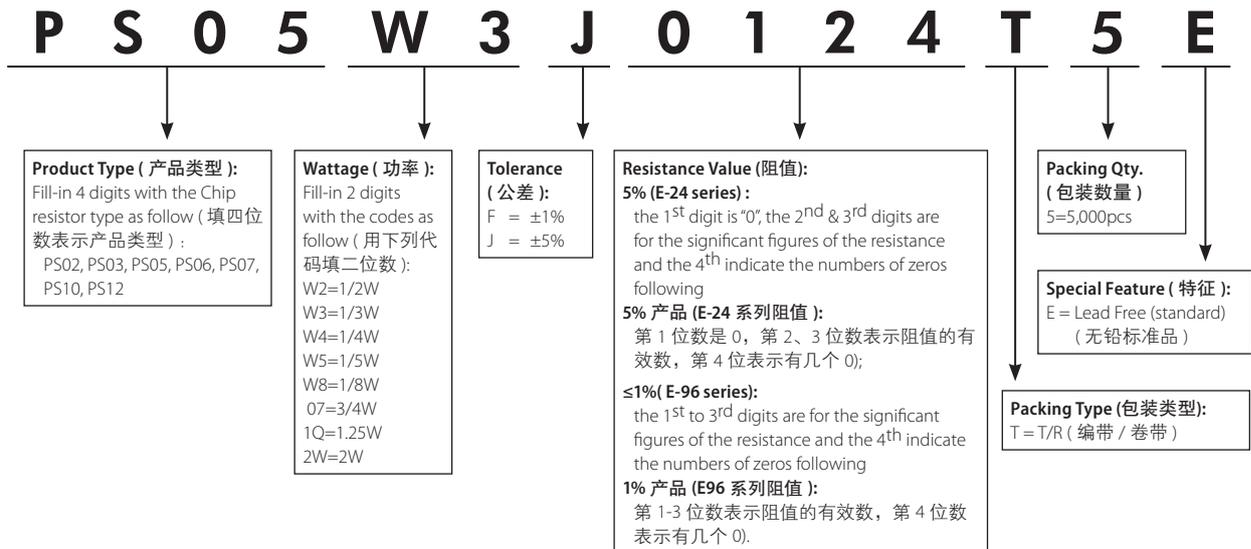 P S 0 5 W 3 J 0 1 2 4 T 5 E
Product Type ( 产品类型 ):
Fill-in 4 digits with the Chip
resistor type as follow ( 填四位
数表示产品类型 ) :
PS02, PS03, PS05, PS06, PS07,
PS10, PS12
Wattage ( 功率 ):
Fill-in 2 digits
with the codes as
follow ( 用下列代
码填二位数 ):
W2=1/2W
W3=1/3W
W4=1/4W
W5=1/5W
W8=1/8W
07=3/4W
1Q=1.25W
2W=2W
Tolerance
( 公差 ):
F = ±1%
J = ±5%
Resistance Value (阻值):
5% (E-24 series) :
the 1st digit is "0", the 2nd & 3rd digits are
for the significant figures of the resistance
and the 4th indicate the numbers of zeros
following
5% 产品 (E-24 系列阻值 ):
第 1 位数是 0，第 2、3 位数表示阻值的有
效数，第 4 位表示有几个 0);
≤1%( E-96 series):
the 1st to 3rd digits are for the significant
figures of the resistance and the 4th indicate
the numbers of zeros following
1% 产品 (E96 系列阻值 ):
第 1-3 位数表示阻值的有效数，第 4 位数
表示有几个 0).
Packing Qty.
( 包装数量 )
5=5,000pcs
Special Feature ( 特征 ):
E = Lead Free (standard)
( 无铅标准品 )
Packing Type (包装类型):
T = T/R ( 编带 / 卷带 )